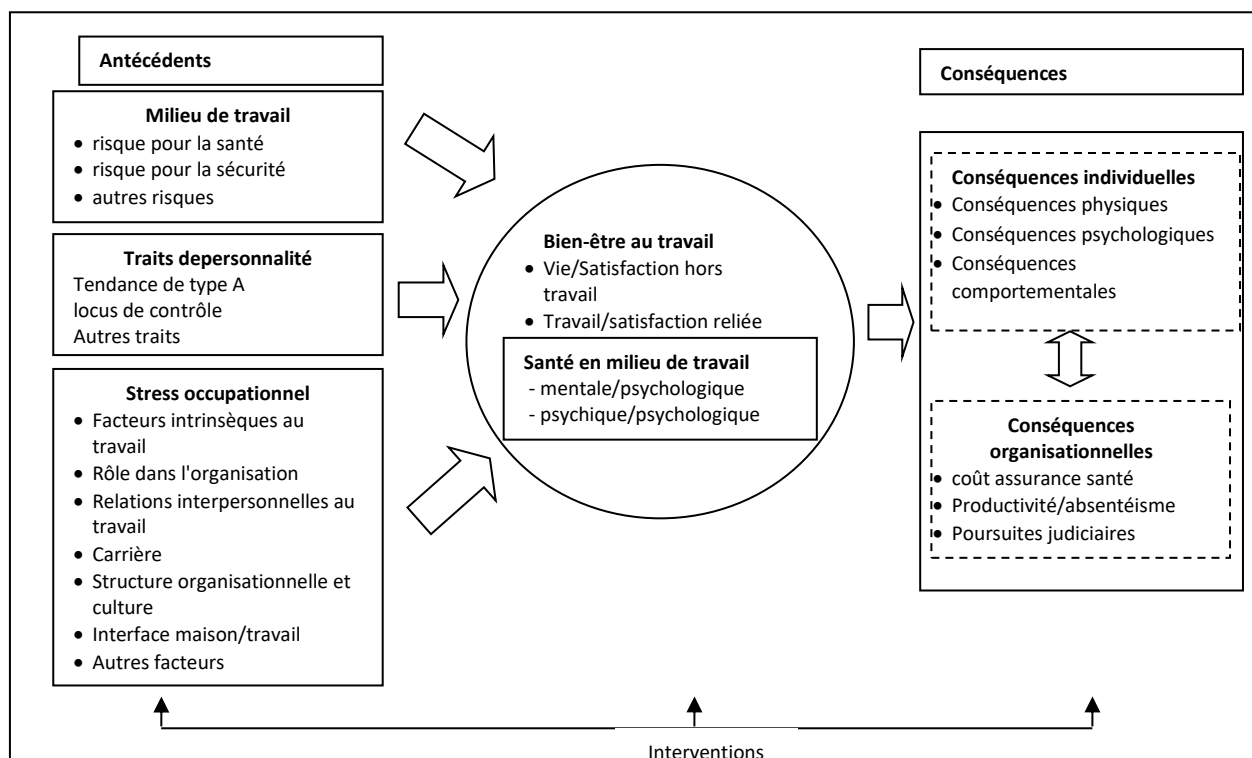 Antécédents
Milieu de travail
• risque pour la santé
• risque pour la sécurité
• autres risques
Traits depersonnalité
Tendance de type A
locus de contrôle
Autres traits
Stress occupationnel
• Facteurs intrinsèques au
travail
• Rôle dans l'organisation
• Relations interpersonnelles au
travail
• Carrière
• Structure organisationnelle et
culture
• Interface maison/travail
• Autres facteurs
Bien-être au travail
• Vie/Satisfaction hors
travail
• Travail/satisfaction reliée
Santé en milieu de travail
- mentale/psychologique
- psychique/psychologique
Conséquences
Conséquences individuelles
• Conséquences physiques
• Conséquences psychologiques
• Conséquences
comportementales
Conséquences
organisationnelles
• coût assurance santé
• Productivité/absentéisme
• Poursuites judiciaires
Interventions